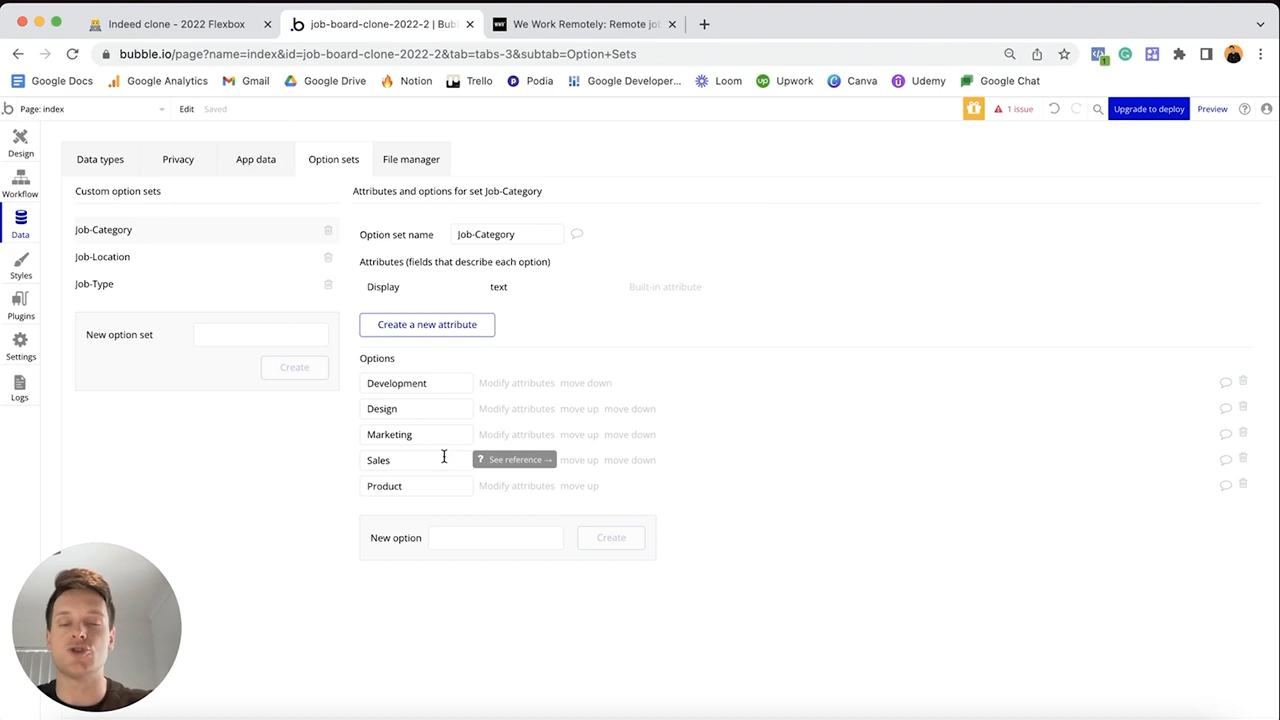 Indeed clone - 2022 Flexbox
job-board-clone-2022-2 | Bub
We Work Remotely: Remote jo
bubble.io/page?name=index&id=job-board-clone-2022-2&tab=tabs-3&subtab=Option+Sets
Google Docs Google Analytics Gmail Google Drive Notion Trello Podia Google Developer... Loom Upwork Canva Udemy Google Chat
Page: index Edit Saved 1 issue Upgrade to deploy Preview
Design
Workflow
Data
Styles
Plugins
Settings
Logs
Data types Privacy App data Option sets File manager
Custom option sets
Job-Category
Job-Location
Job-Type
New option set
Create
Attributes and options for set Job-Category
Option set name Job-Category
Attributes (fields that describe each option)
Display text Built-in attribute
Create a new attribute
Options
Development Modify attributes move down
Design Modify attributes move up move down
Marketing Modify attributes move up move down
Sales ? See reference → move up move down
Product Modify attributes move up
New option Create